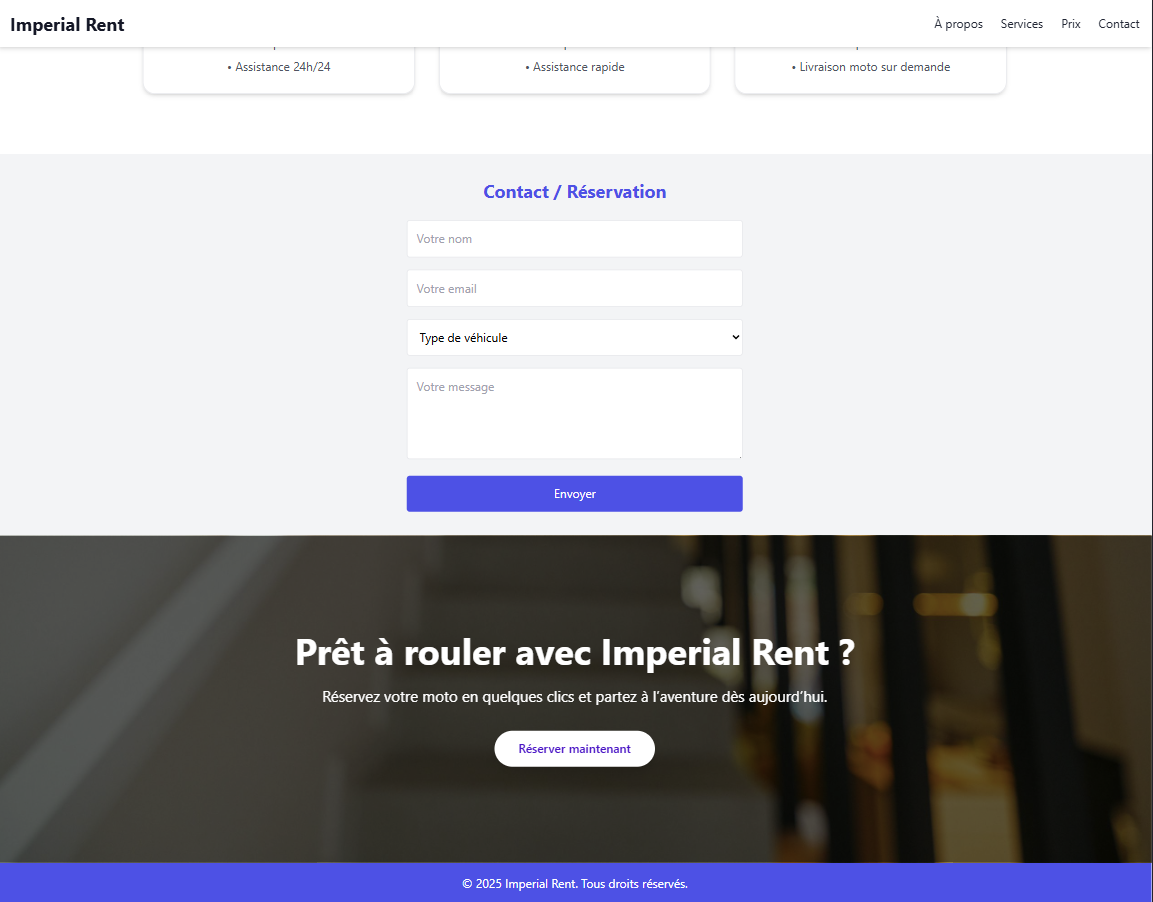 Imperial Rent
À propos
Services
Prix
Contact
• Assistance 24h/24
• Assistance rapide
• Livraison moto sur demande
Contact / Réservation
Votre nom
Votre email
Type de véhicule
Votre message
Envoyer
Prêt à rouler avec Imperial Rent ?
Réservez votre moto en quelques clics et partez à l’aventure dès aujourd’hui.
Réserver maintenant
© 2025 Imperial Rent. Tous droits réservés.